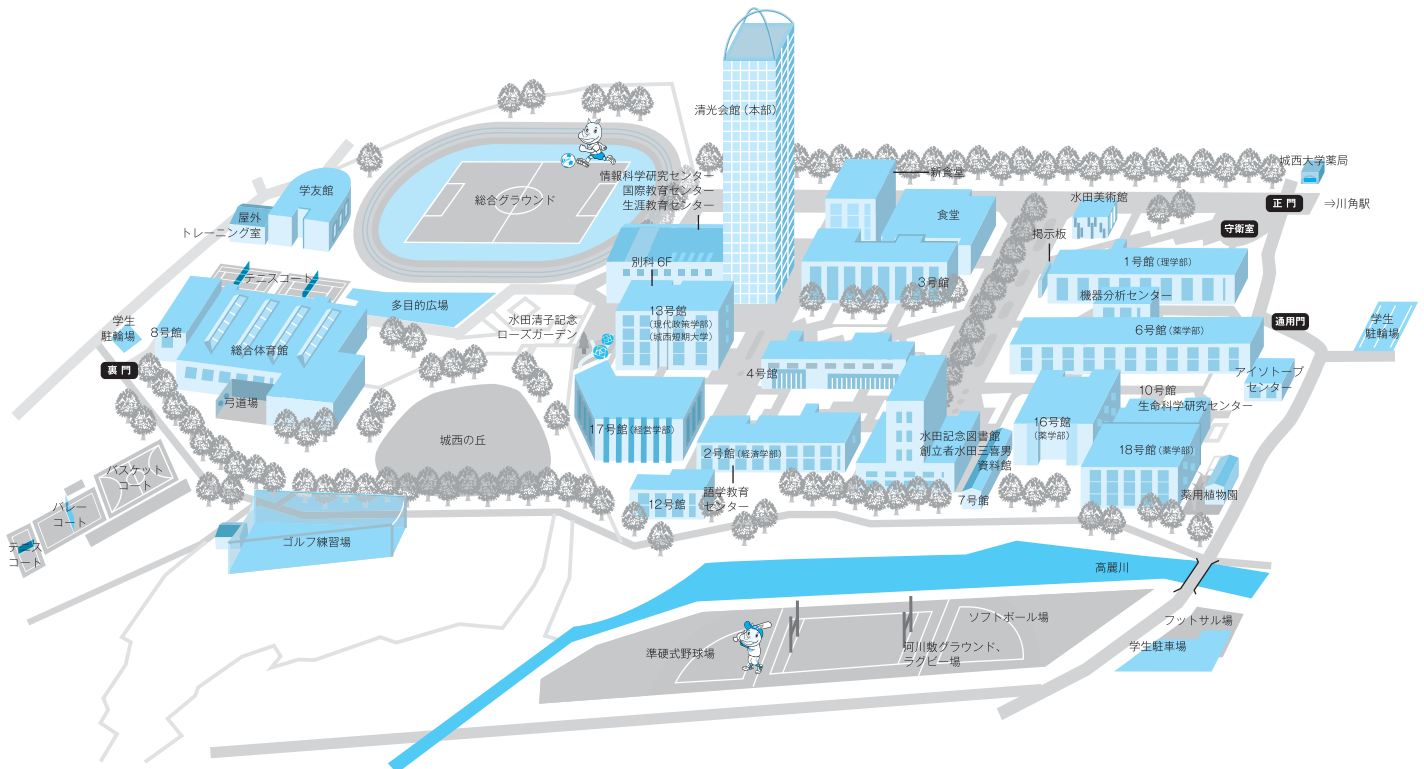 清光会館(本部)
情報科学研究センター
国際教育センター
生涯教育センター
新食堂
城西大学薬局
学友館
屋外
トレーニング室
総合グラウンド
食堂
水田美術館
正門
⇒川角駅
掲示板
守衛室
テニスコート
別科 6F
3号館
1号館(理学部)
機器分析センター
多目的広場
水田清子記念
ローズガーデン
13号館
(現代政策学部)
(城西短期大学)
6号館(薬学部)
通用門
学生
駐輪場
学生
駐輪場
8号館
総合体育館
裏門
4号館
アイソトープ
センター
10号館
生命科学研究センター
弓道場
城西の丘
17号館(経営学部)
2号館(経済学部)
水田記念図書館
創立者水田三喜男
資料館
16号館
(薬学部)
18号館(薬学部)
バスケット
コート
バレー
コート
テニス
コート
語学教育
センター
12号館
7号館
薬用植物園
ゴルフ練習場
高麗川
準硬式野球場
ソフトボール場
河川敷グラウンド、
ラグビー場
フットサル場
学生駐車場